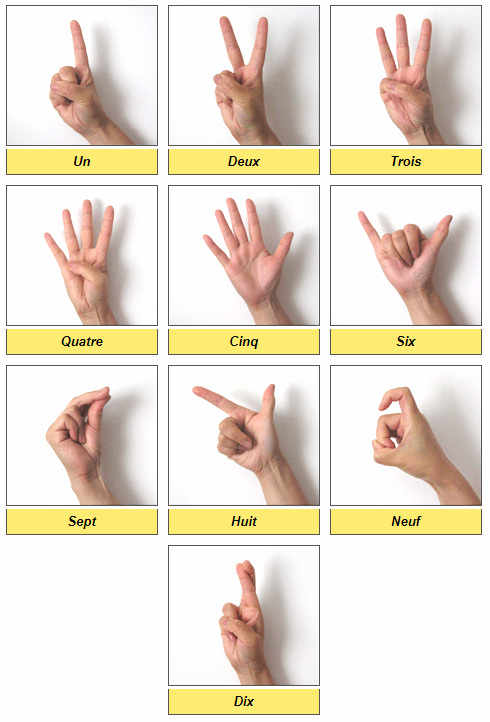 Un
Deux
Trois
Quatre
Cinq
Six
Sept
Huit
Neuf
Dix